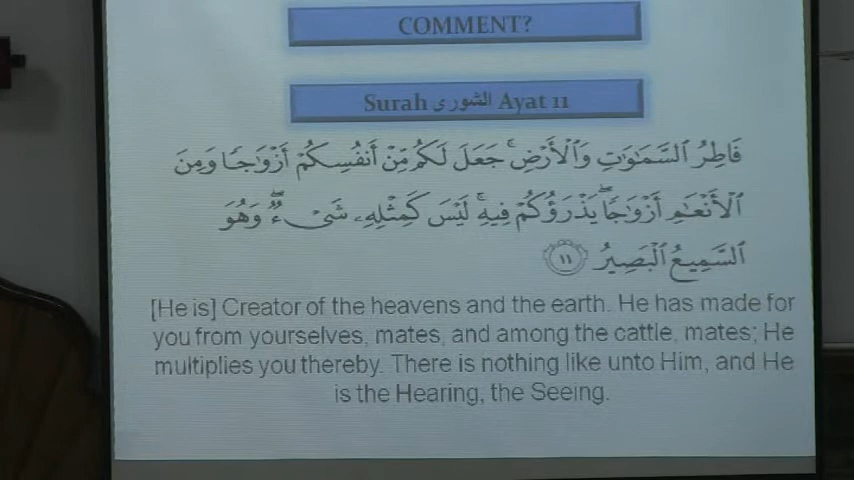 COMMENT?
Surah الشورى Ayat 11
فَاطِرُ ٱلسَّمَٰوَٰتِ وَٱلْأَرْضِ ۚ جَعَلَ لَكُم مِّنْ أَنفُسِكُمْ أَزْوَٰجًا وَمِنَ
ٱلْأَنْعَٰمِ أَزْوَٰجًا ۖ يَذْرَؤُكُمْ فِيهِ ۚ لَيْسَ كَمِثْلِهِۦ شَىْءٌ ۖ وَهُوَ
ٱلسَّمِيعُ ٱلْبَصِيرُ ١١
[He is] Creator of the heavens and the earth. He has made for
you from yourselves, mates, and among the cattle, mates; He
multiplies you thereby. There is nothing like unto Him, and He
is the Hearing, the Seeing.